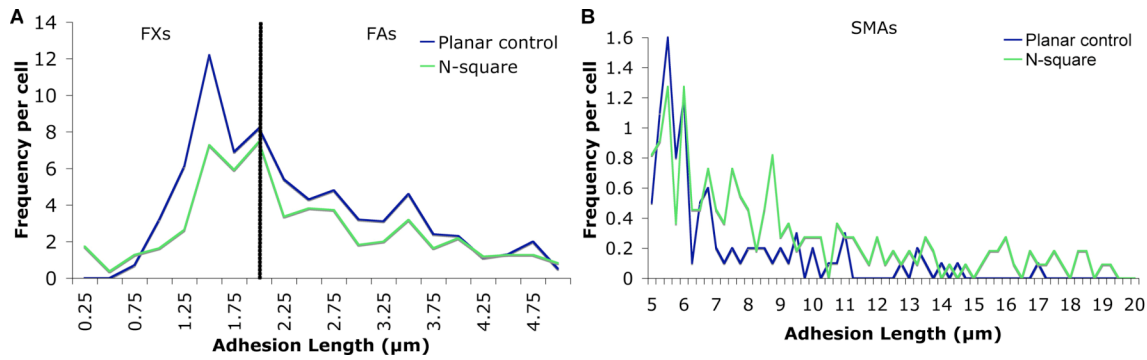 A
FXs
FAs
Planar control
N-square
Frequency per cell
14
12
10
8
6
4
2
0
0.25
0.75
1.25
1.75
2.25
2.75
3.25
3.75
4.25
4.75
Adhesion Length (µm)
B
SMAs
Planar control
N-square
Frequency per cell
1.6
1.4
1.2
1
0.8
0.6
0.4
0.2
0
5 6 7 8 9 10 11 12 13 14 15 16 17 18 19 20
Adhesion Length (µm)